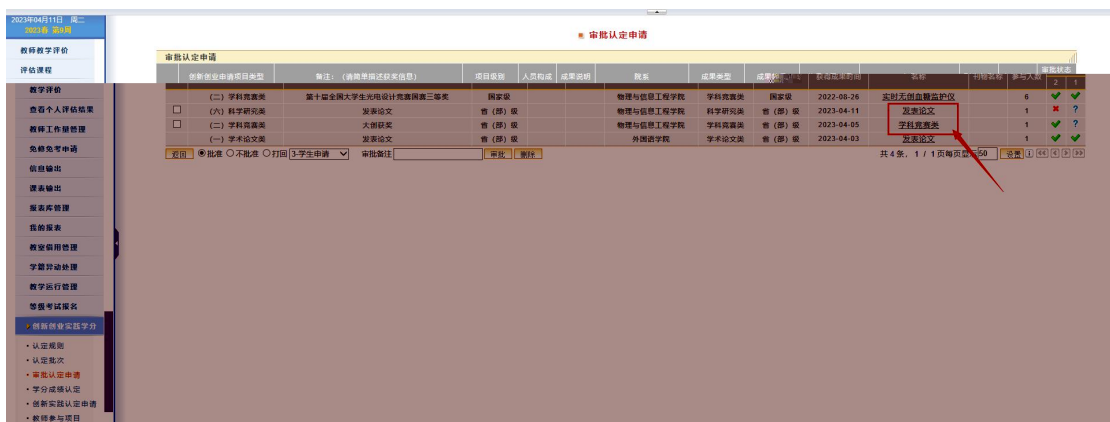 2023年04月11日 周二
2023春 第9周
教师教学评价
评估课程
教学评价
查看个人评估结果
教师工作量管理
免修免考申请
信息输出
课表输出
报表库管理
我的报表
教室借用管理
学籍异动处理
教学运行管理
等级考试报名
创新创业实践学分
• 认定规则
• 认定批次
• 审批认定申请
• 学分成绩认定
• 创新实践认定申请
• 教师参与项目
审批认定申请
审批认定申请
创新创业申请项目类型 备注：（请简单描述获奖信息） 项目级别 人员构成 成果说明 院系 成果类型 获得成果时间 名称 刊物名称 参与人数 审批状态
2 1
（二）学科竞赛类 第十届全国大学生光电设计竞赛国赛三等奖 国家级 物理与信息工程学院 学科竞赛类 国家级 2022-08-26 实时无创血糖监护仪 6
（六）科学研究类 发表论文 省（部）级 物理与信息工程学院 科学研究类 省（部）级 2023-04-11 发表论文 1 ?
（二）学科竞赛类 大创获奖 省（部）级 物理与信息工程学院 学科竞赛类 省（部）级 2023-04-05 学科竞赛类 1 ?
（一）学术论文类 发表论文 省（部）级 外国语学院 学术论文类 省（部）级 2023-04-03 发表论文 1
返回 批准 不批准 打回 3-学生申请 审批备注 审批 删除 共4条，1 / 1页每页显示50 设置